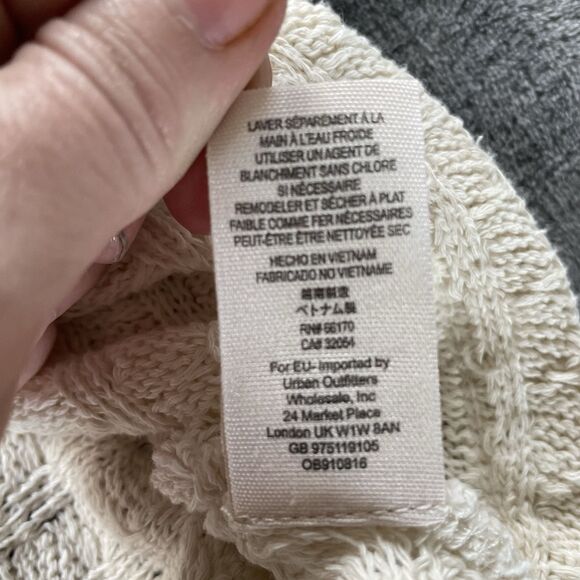 LAVER SÉPARÉMENT À LA
MAIN À L'EAU FROIDE
UTILISER UN AGENT DE
BLANCHIMENT SANS CHLORE
SI NÉCESSAIRE
REMODELER ET SÈCHER À PLAT
FAIBLE COMME FER NÉCESSAIRES
PEUT-ÊTRE ÊTRE NETTOYÉE SEC
HECHO EN VIETNAM
FABRICADO NO VIETNAME
越南製造
ベトナム製
RN# 66170
CA# 32054
For EU- Imported by
Urban Outfitters
Wholesale, Inc
24 Market Place
London UK W1W 8AN
GB 975119105
OB910816